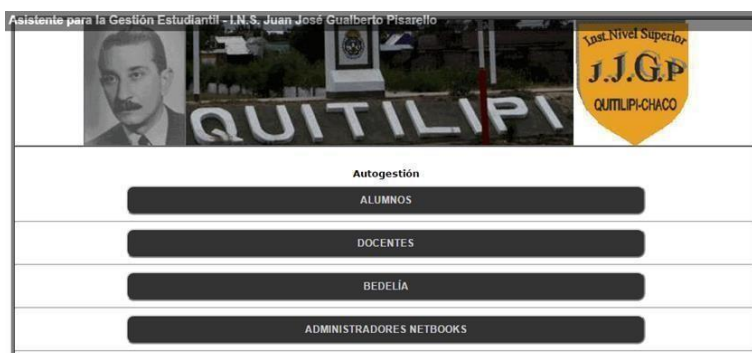 Asistente para la Gestión Estudiantil - I.N.S. Juan José Gualberto Pisarello
Inst.Nivel Superior
J.J.G.P
QUITILIPI-CHACO
QUITILIPI
Autogestión
ALUMNOS
DOCENTES
BEDELÍA
ADMINISTRADORES NETBOOKS